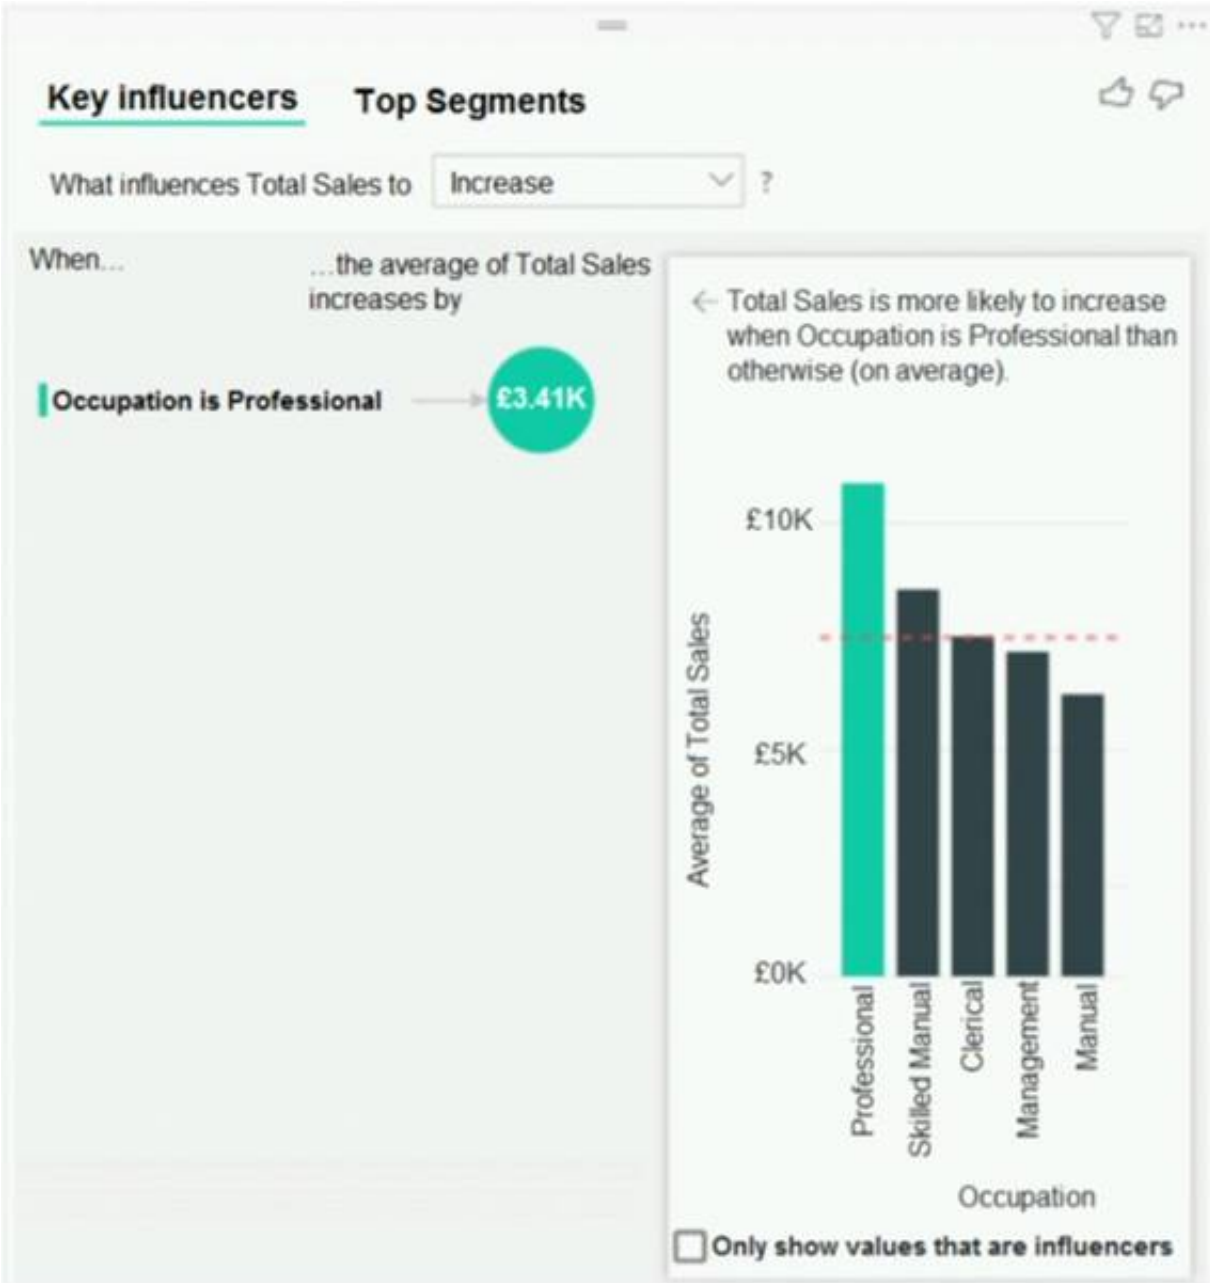 Key influencers Top Segments
What influences Total Sales to Increase ?
When...
...the average of Total Sales
increases by
Occupation is Professional £3.41K
Total Sales is more likely to increase
when Occupation is Professional than
otherwise (on average).
£10K
£5K
£0K
Average of Total Sales
Professional
Skilled Manual
Clerical
Management
Manual
Occupation
Only show values that are influencers